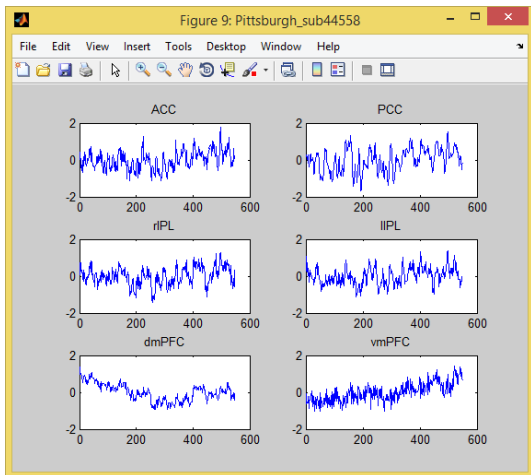 Figure 9: Pittsburgh_sub44558
File Edit View Insert Tools Desktop Window Help
ACC PCC
2 2
0 0
-2 -2
0 200 400 600 0 200 400 600
rIPL lIPL
2 2
0 0
-2 -2
0 200 400 600 0 200 400 600
dmPFC vmPFC
2 2
0 0
-2 -2
0 200 400 600 0 200 400 600